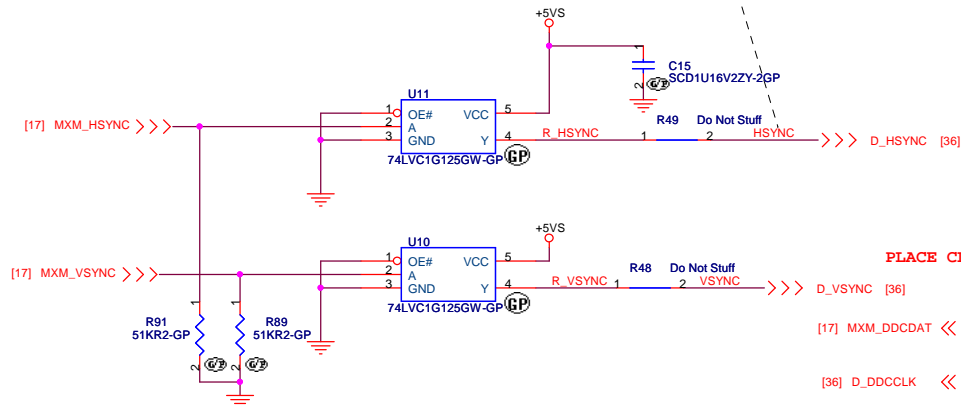 +5VS
1
C15
SCD1U16V2ZY-2GP
2
G/P
U11
1 OE# VCC 5
[17] MXM_HSYNC 2 A
3 GND Y 4 R_HSYNC 1 R49 Do Not Stuff 2 HSYNC D_HSYNC [36]
74LVC1G125GW-GP GP
+5VS
U10
1 OE# VCC 5
[17] MXM_VSYNC 2 A
3 GND Y 4 R_VSYNC 1 R48 Do Not Stuff 2 VSYNC D_VSYNC [36]
74LVC1G125GW-GP GP
PLACE
1 1
R91 R89
51KR2-GP 51KR2-GP
2 G/P 2 G/P
[17] MXM_DDCDAT
[36] D_DDCCLK